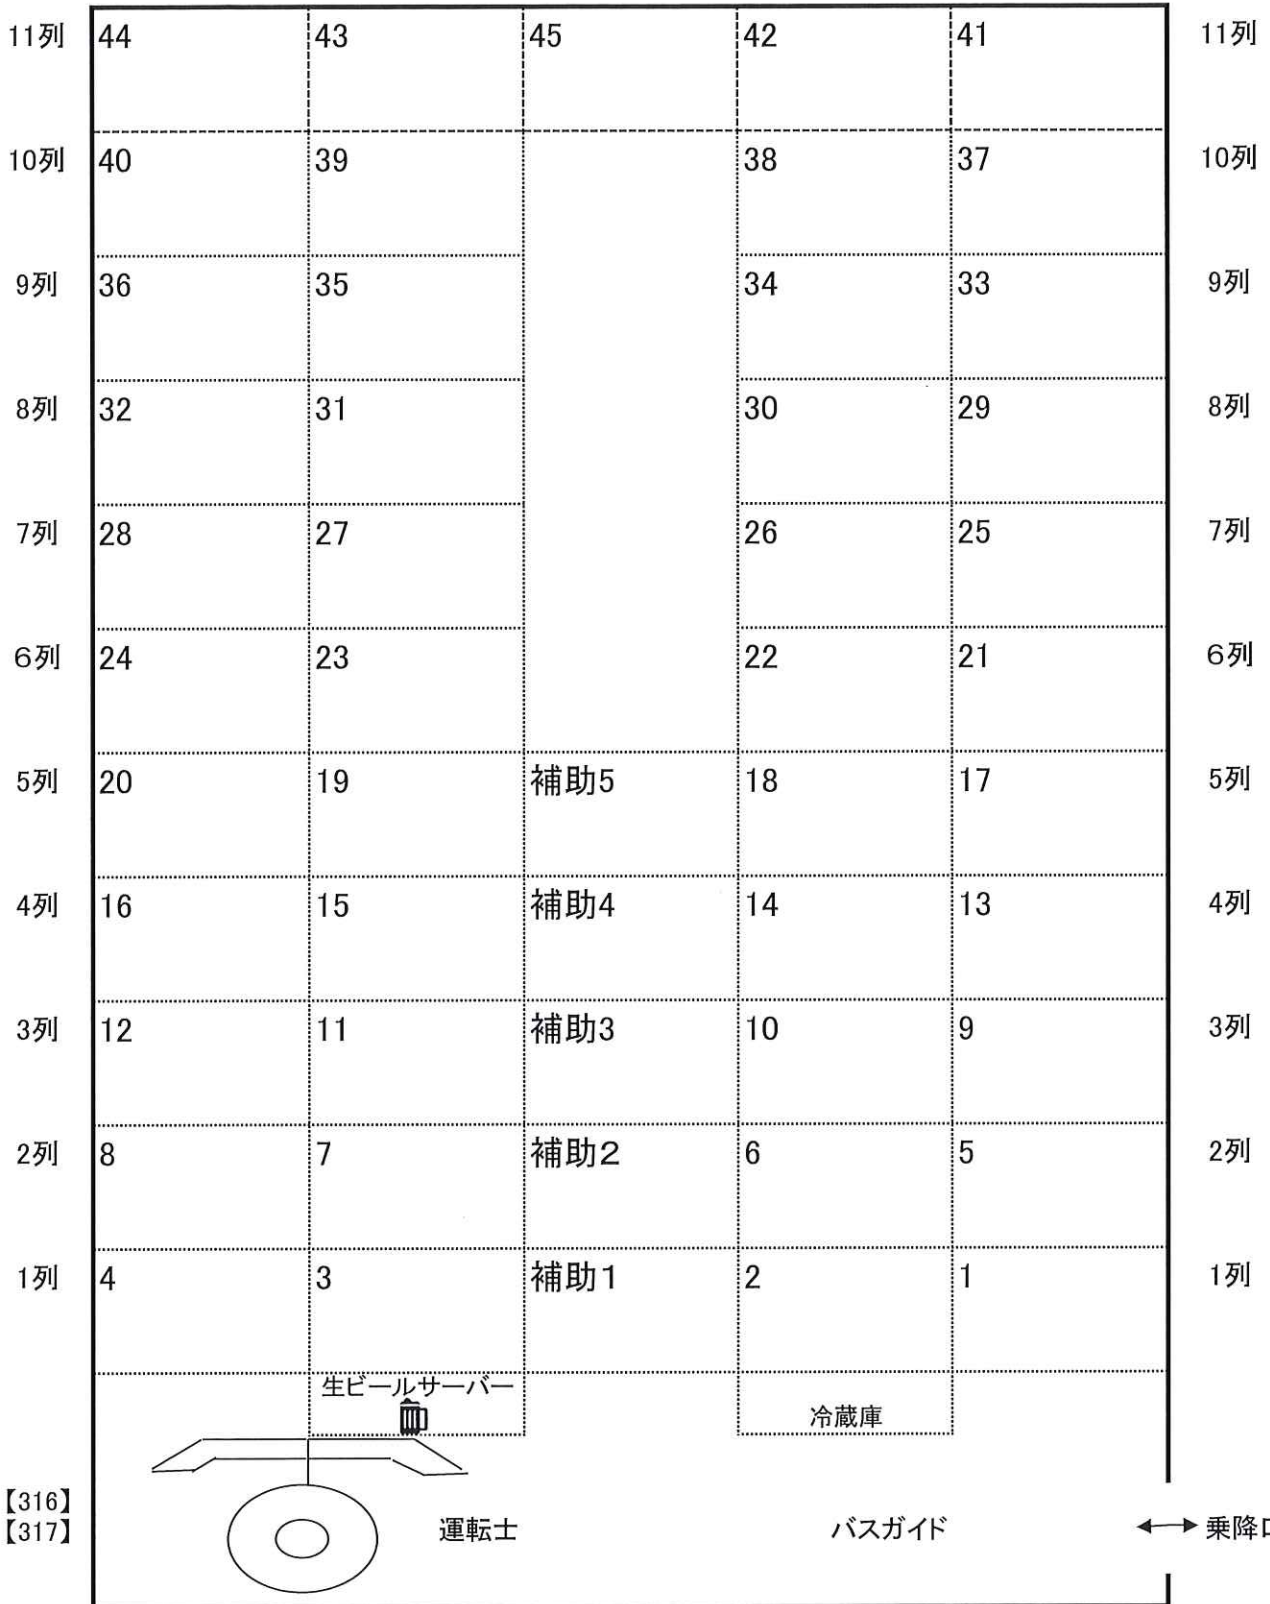 11列 44 43 45 42 41 11列
10列 40 39 38 37 10列
9列 36 35 34 33 9列
8列 32 31 30 29 8列
7列 28 27 26 25 7列
6列 24 23 22 21 6列
5列 20 19 補助5 18 17 5列
4列 16 15 補助4 14 13 4列
3列 12 11 補助3 10 9 3列
2列 8 7 補助2 6 5 2列
1列 4 3 補助1 2 1 1列
生ビールサーバー
冷蔵庫
【316】
【317】 運転士 バスガイド 乗降口